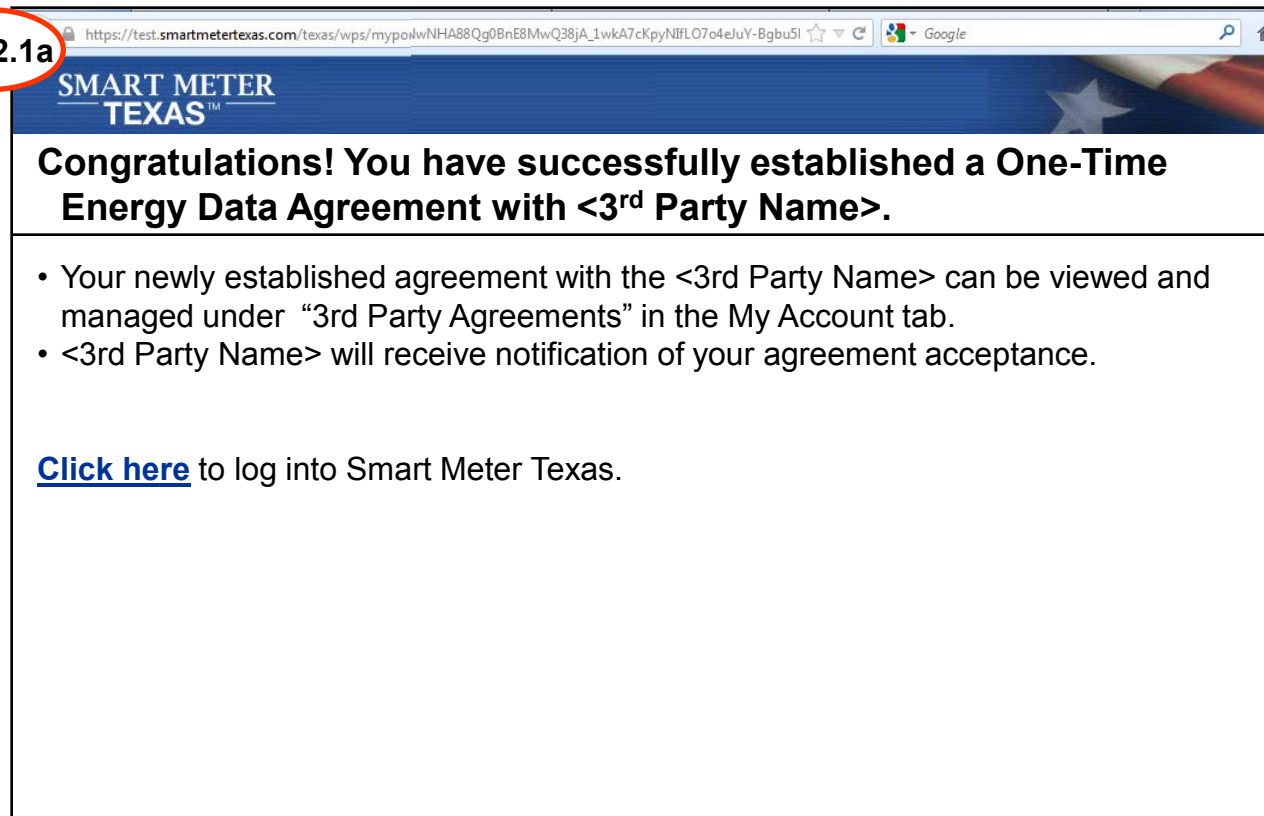 2.1a
https://test.smartmetertexas.com/texas/wps/mypo
wNHA88Qg0BnE8MwQ38jA_1wkA7cKpyNIfLO7o4eJuY-Bgbu5l
Google
SMART METER
TEXAS™
Congratulations! You have successfully established a One-Time
Energy Data Agreement with <3rd Party Name>.
• Your newly established agreement with the <3rd Party Name> can be viewed and
managed under “3rd Party Agreements” in the My Account tab.
• <3rd Party Name> will receive notification of your agreement acceptance.
Click here to log into Smart Meter Texas.